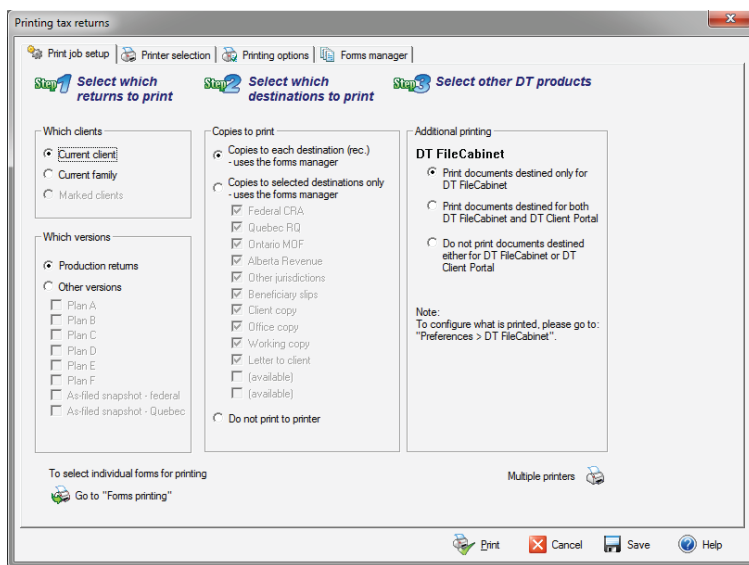 Printing tax returns
Print job setup
Printer selection
Printing options
Forms manager
Step 1 Select which
returns to print
Step 2 Select which
destinations to print
Step 3 Select other DT products
Which clients
Current client
Current family
Marked clients
Which versions
Production returns
Other versions
Plan A
Plan B
Plan C
Plan D
Plan E
Plan F
As-filed snapshot - federal
As-filed snapshot - Quebec
Copies to print
Copies to each destination (rec.)
- uses the forms manager
Copies to selected destinations only
- uses the forms manager
Federal CRA
Quebec RQ
Ontario MOF
Alberta Revenue
Other jurisdictions
Beneficiary slips
Client copy
Office copy
Working copy
Letter to client
(available)
(available)
Do not print to printer
Additional printing
DT FileCabinet
Print documents destined only for
DT FileCabinet
Print documents destined for both
DT FileCabinet and DT Client Portal
Do not print documents destined
either for DT FileCabinet or DT
Client Portal
Note:
To configure what is printed, please go to:
"Preferences > DT FileCabinet".
To select individual forms for printing
Go to "Forms printing"
Multiple printers
Print
Cancel
Save
Help